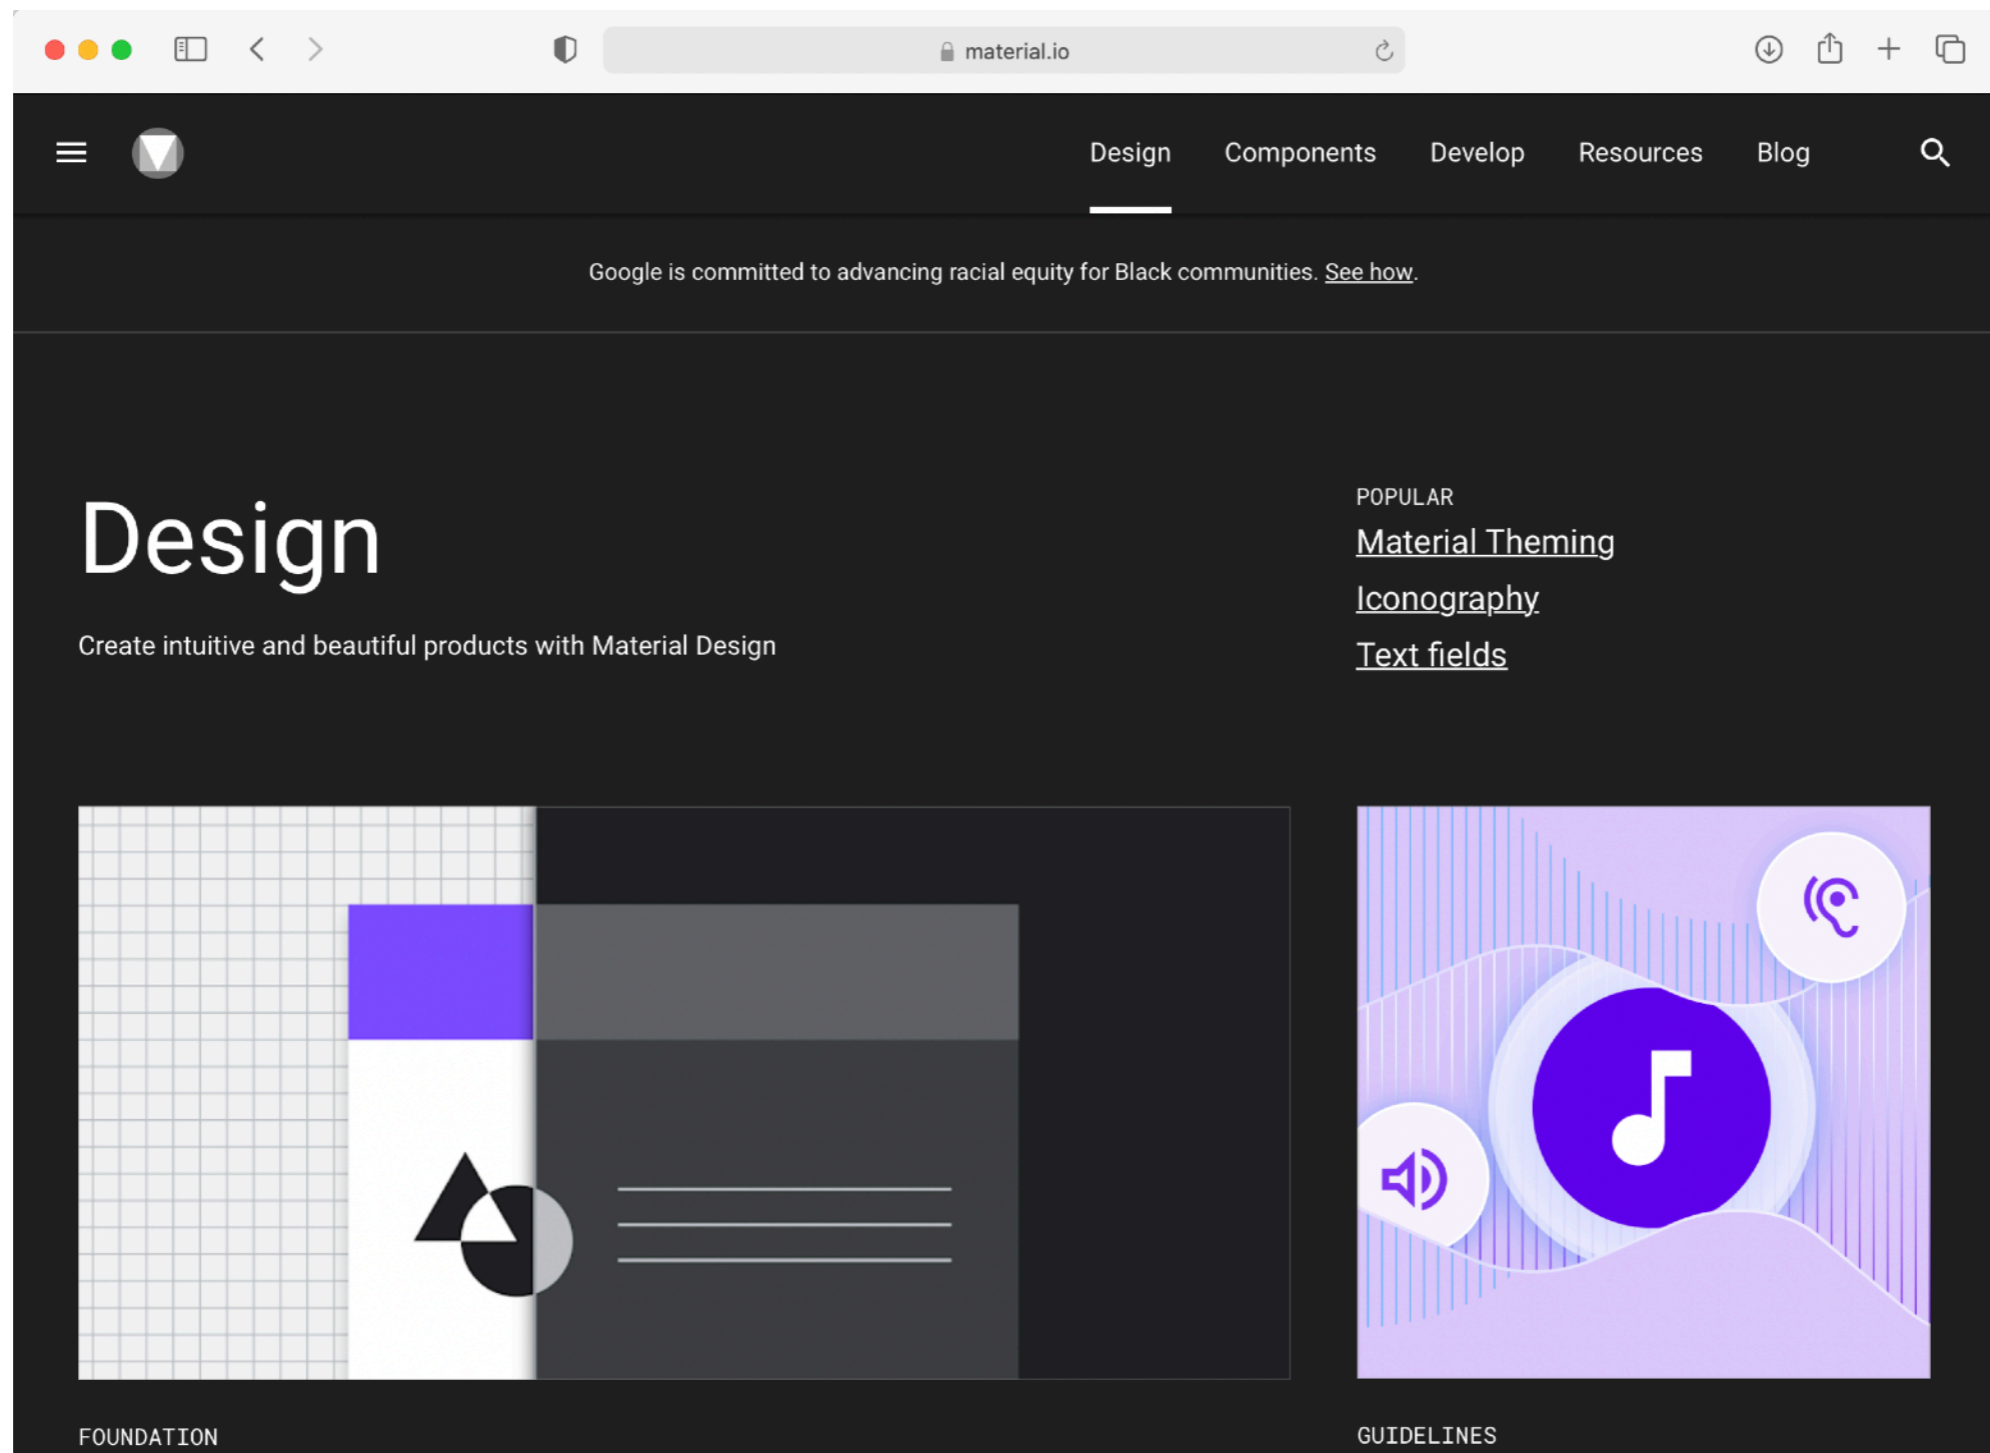 material.io
Design Components Develop Resources Blog
Google is committed to advancing racial equity for Black communities. See how.
Design
Create intuitive and beautiful products with Material Design
POPULAR
Material Theming
Iconography
Text fields
FOUNDATION
GUIDELINES